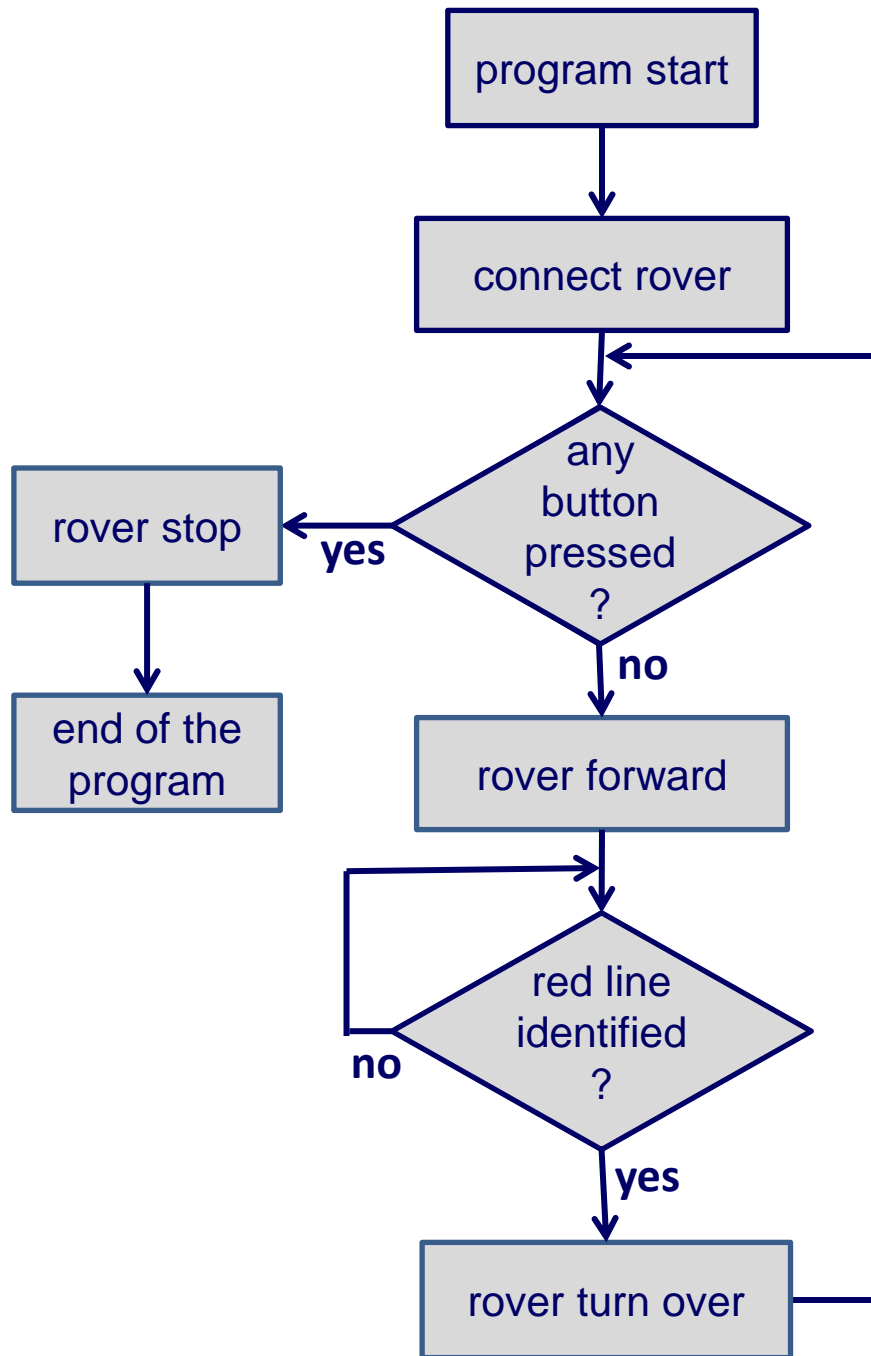 program start
connect rover
any
button
pressed
?
yes
rover stop
end of the
program
no
rover forward
red line
identified
?
no
yes
rover turn over